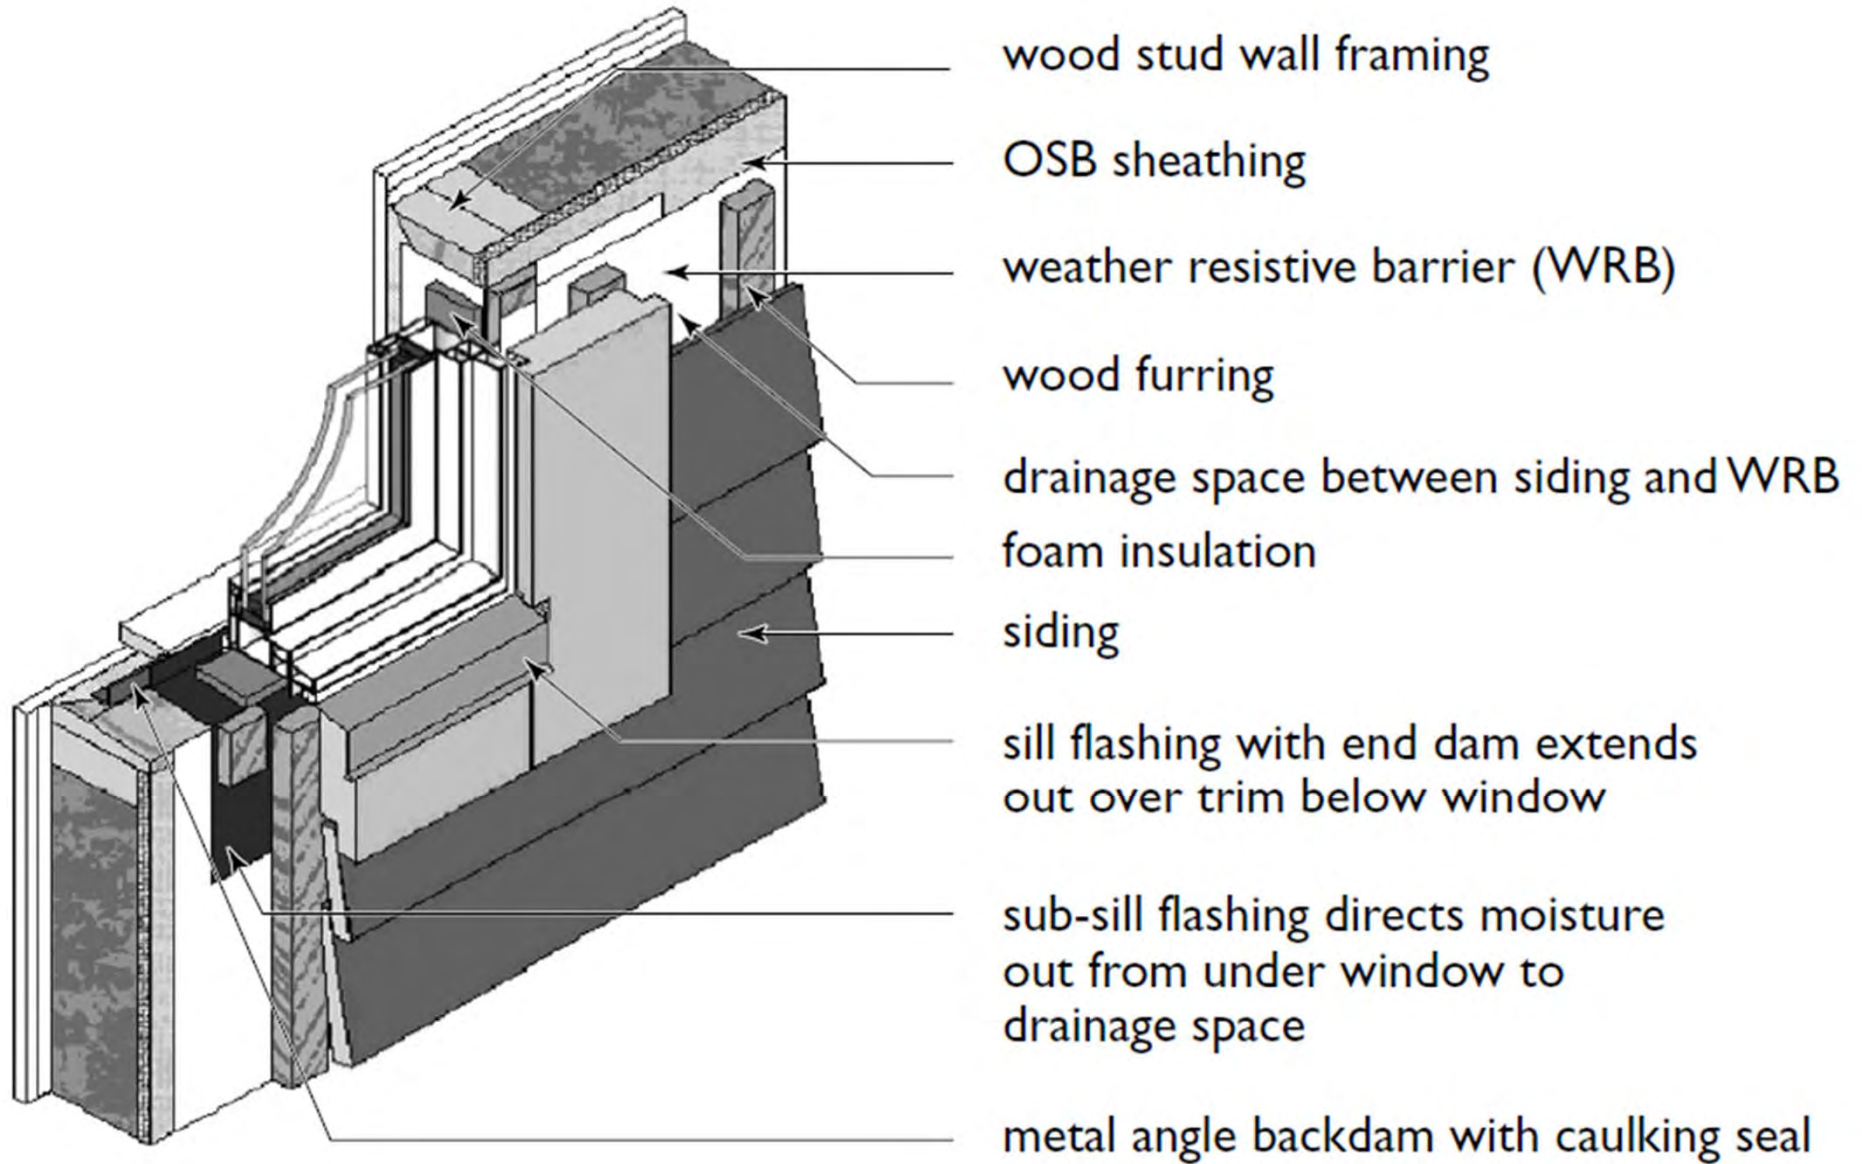 wood stud wall framing
OSB sheathing
weather resistive barrier (WRB)
wood furring
drainage space between siding and WRB
foam insulation
siding
sill flashing with end dam extends
out over trim below window
sub-sill flashing directs moisture
out from under window to
drainage space
metal angle backdam with caulking seal